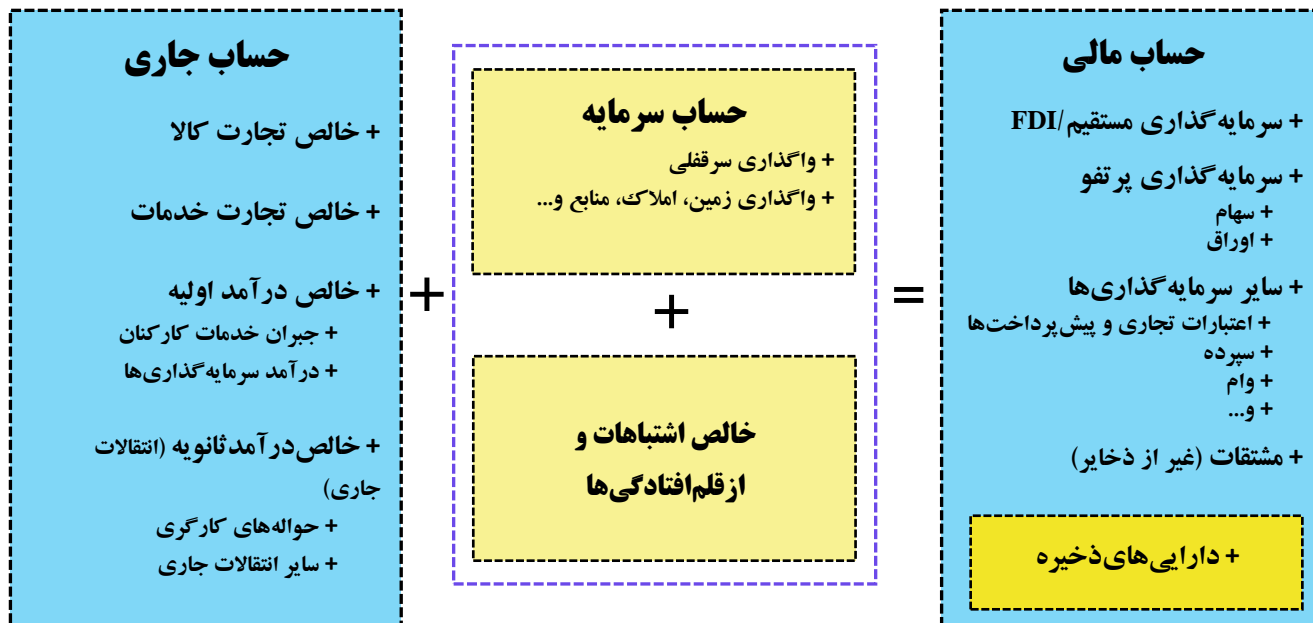 حساب جاری
+ خالص تجارت کالا
+ خالص تجارت خدمات
+ خالص درآمد اولیه
+ جبران خدمات کارکنان
+ درآمد سرمایه‌گذاری‌ها
+ خالص‌درآمدثانویه (انتقالات
جاری)
+ حواله‌های کارگری
+ سایر انتقالات جاری
+
حساب سرمایه
+ واگذاری سرقفلی
+ واگذاری زمین، املاک، منابع و...
+
خالص اشتباهات و
ازقلم‌افتادگی‌ها
=
حساب مالی
+ سرمایه‌گذاری مستقیم/FDI
+ سرمایه‌گذاری پرتفو
+ سهام
+ اوراق
+ سایر سرمایه‌گذاری‌ها
+ اعتبارات تجاری و پیش‌پرداخت‌ها
+ سپرده
+ وام
+ و...
+ مشتقات (غیر از ذخایر)
+ دارایی‌های‌ذخیره